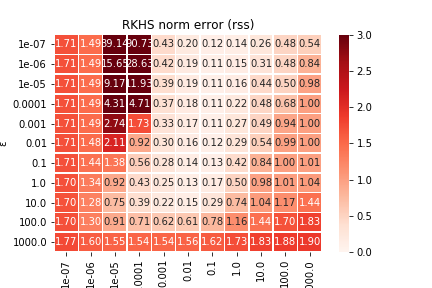 RKHS norm error (rss)
1e-07 1.71 1.49 39.14 90.73 0.43 0.20 0.12 0.14 0.26 0.48 0.54
1e-06 1.71 1.49 15.65 28.63 0.42 0.19 0.11 0.15 0.31 0.48 0.84
1e-05 1.71 1.49 9.17 11.93 0.39 0.19 0.11 0.16 0.44 0.50 0.98
0.0001 1.71 1.49 4.31 4.71 0.37 0.18 0.11 0.22 0.48 0.68 1.00
0.001 1.71 1.49 2.74 1.73 0.33 0.17 0.11 0.27 0.49 0.94 1.00
0.01 1.71 1.48 2.11 0.92 0.30 0.16 0.12 0.29 0.54 0.99 1.00
0.1 1.71 1.44 1.38 0.56 0.28 0.14 0.13 0.42 0.84 1.00 1.01
1.0 1.70 1.34 0.92 0.43 0.25 0.13 0.17 0.50 0.98 1.01 1.04
10.0 1.70 1.28 0.75 0.39 0.22 0.15 0.29 0.74 1.04 1.17 1.44
100.0 1.70 1.30 0.91 0.71 0.62 0.61 0.78 1.16 1.44 1.70 1.83
1000.0 1.77 1.60 1.55 1.54 1.54 1.56 1.62 1.73 1.83 1.88 1.90
1e-07 1e-06 1e-05 0001 0.001 0.01 0.1 1.0 10.0 100.0 000.0
ε
3.0
2.5
2.0
1.5
1.0
0.5
0.0